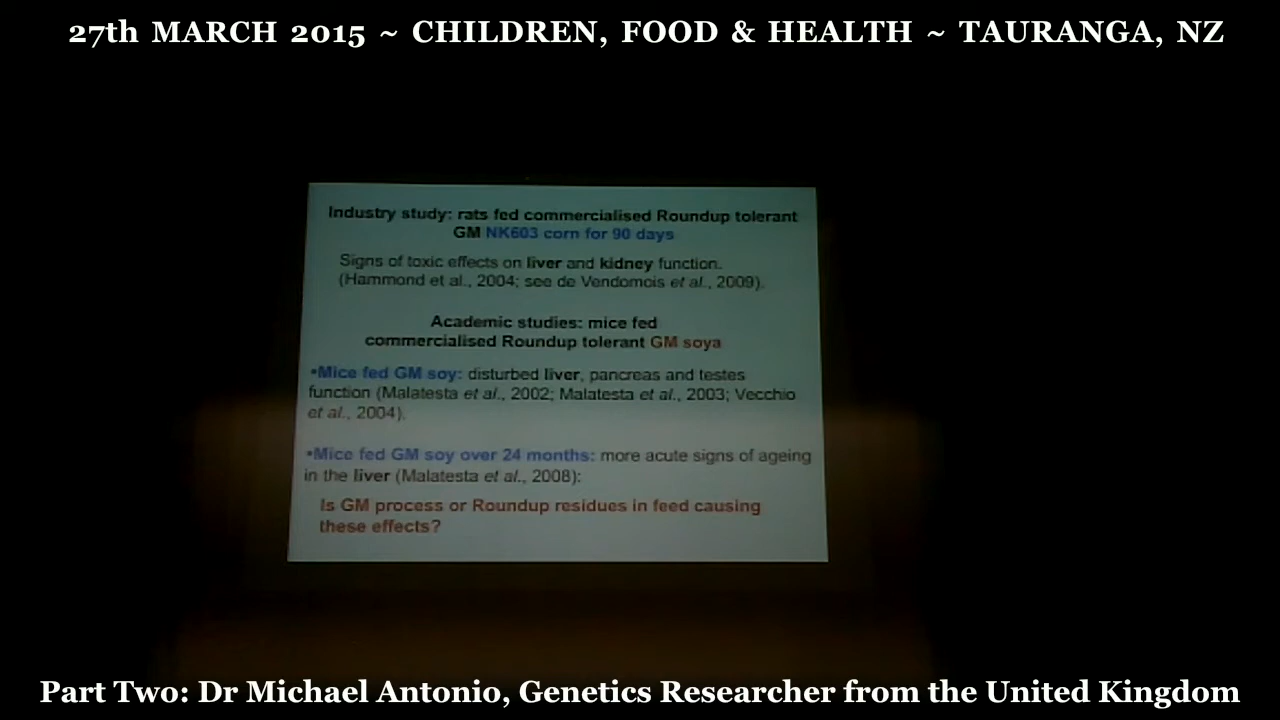 27th MARCH 2015 ~ CHILDREN, FOOD & HEALTH ~ TAURANGA, NZ
Industry study: rats fed commercialised Roundup tolerant
GM NK603 corn for 90 days
Signs of toxic effects on liver and kidney function.
(Hammond et al., 2004; see de Vendomois et al., 2009).
Academic studies: mice fed
commercialised Roundup tolerant GM soya
•Mice fed GM soy: disturbed liver, pancreas and testes
function (Malatesta et al., 2002; Malatesta et al., 2003; Vecchio
et al., 2004).
•Mice fed GM soy over 24 months: more acute signs of ageing
in the liver (Malatesta et al., 2008):
Is GM process or Roundup residues in feed causing
these effects?
Part Two: Dr Michael Antonio, Genetics Researcher from the United Kingdom